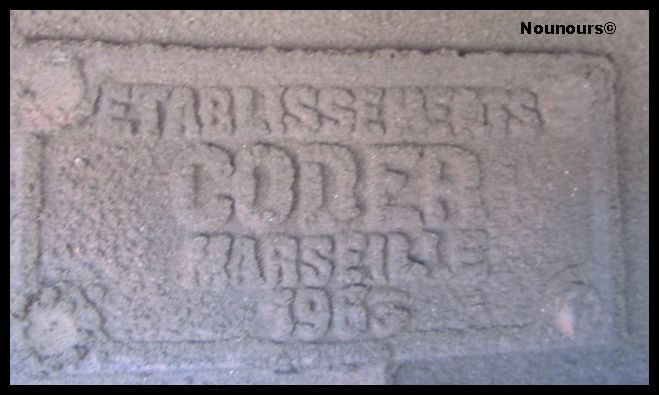 Nounours©
ETABLISSEMENTS
CODER
MARSEILLE